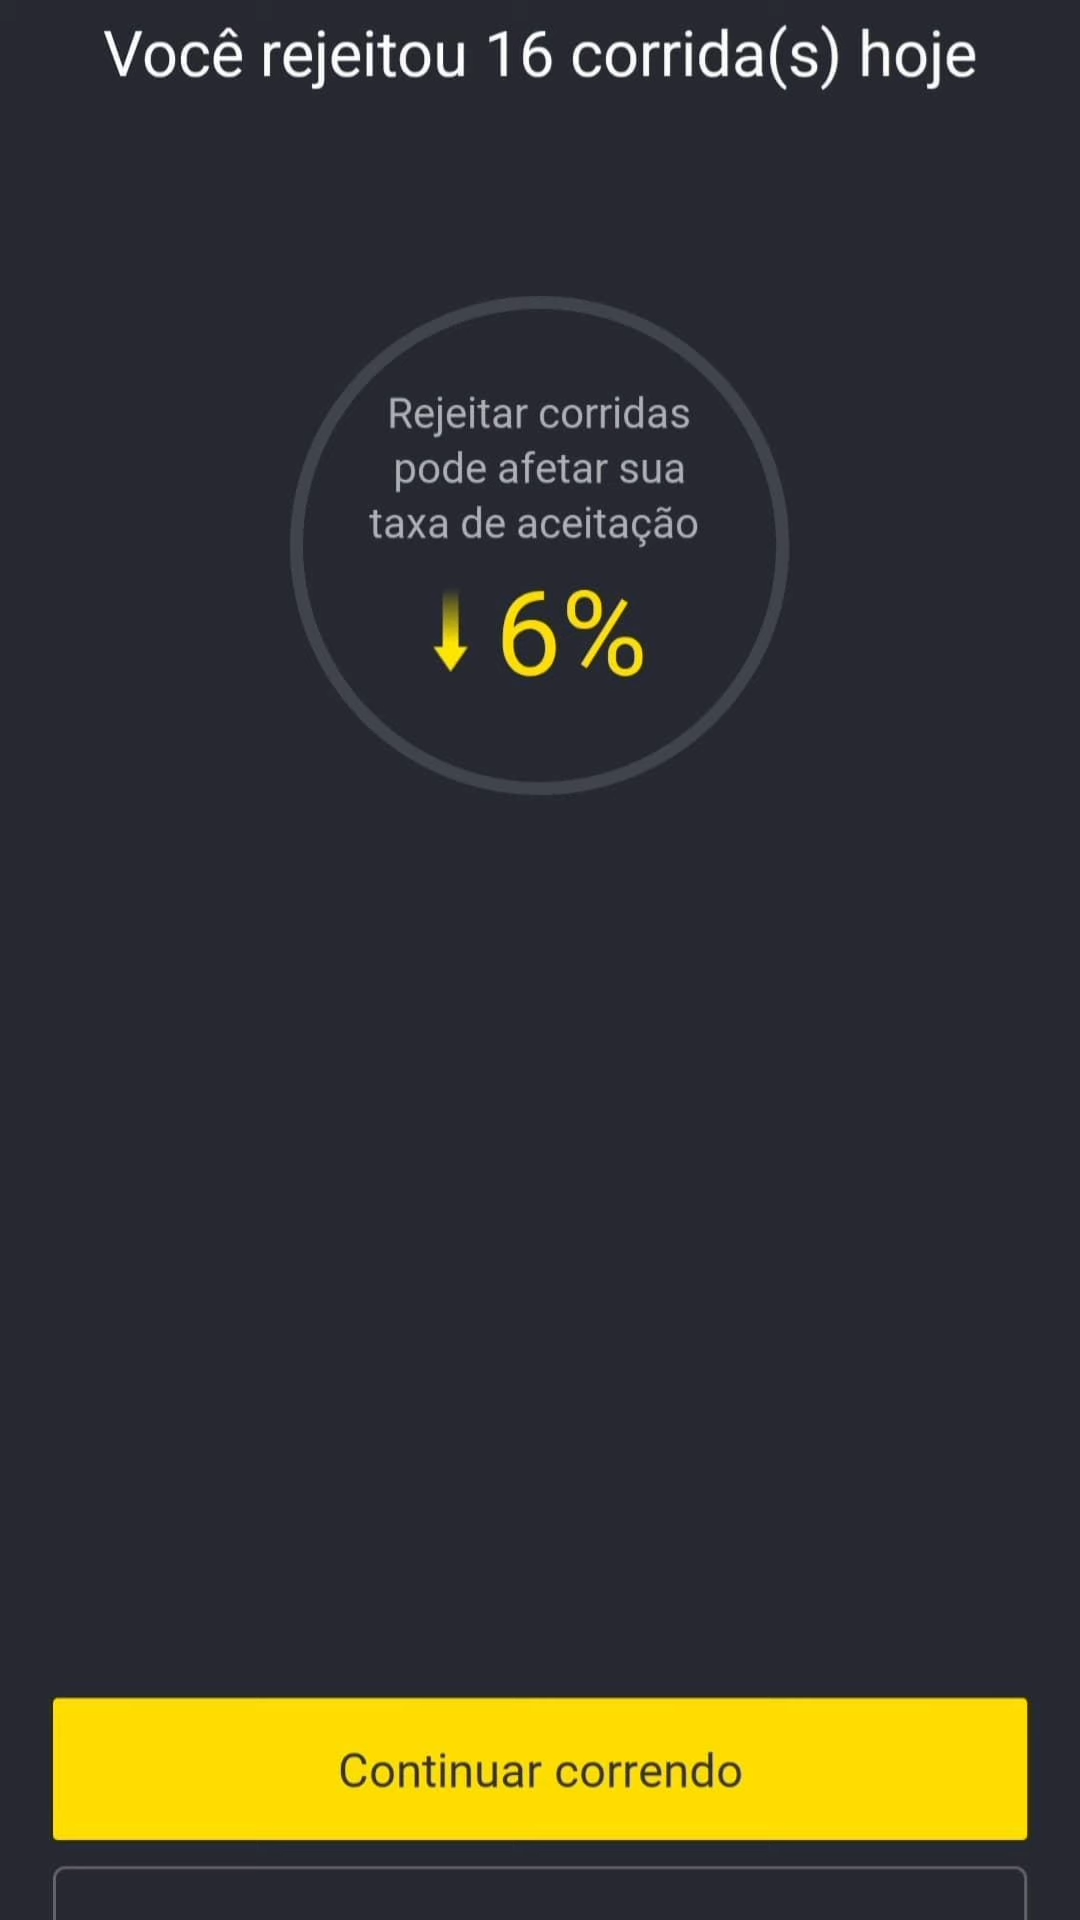 Você rejeitou 16 corrida(s) hoje
Rejeitar corridas
pode afetar sua
taxa de aceitação
6%
Continuar correndo